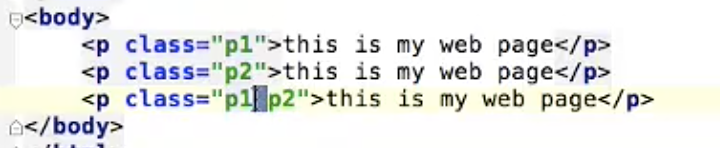 <body>
<p class="p1">this is my web page</p>
<p class="p2">this is my web page</p>
<p class="p1 p2">this is my web page</p>
</body>